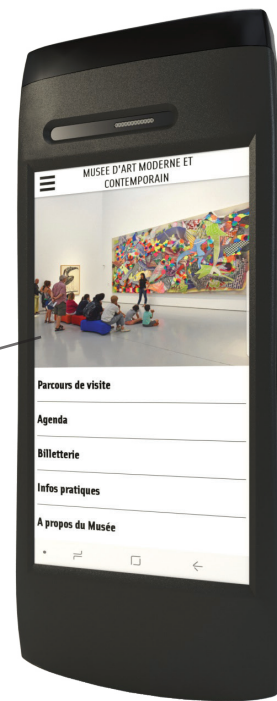 MUSEE D'ART MODERNE ET
CONTEMPORAIN
Parcours de visite
Agenda
Billetterie
Infos pratiques
A propos du Musée